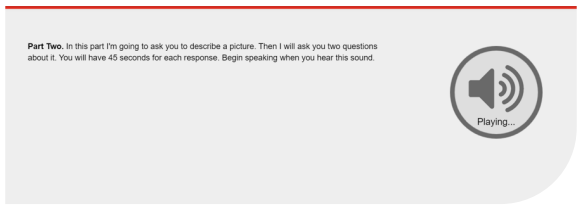 Part Two. In this part I'm going to ask you to describe a picture. Then I will ask you two questions
about it. You will have 45 seconds for each response. Begin speaking when you hear this sound.
Playing...